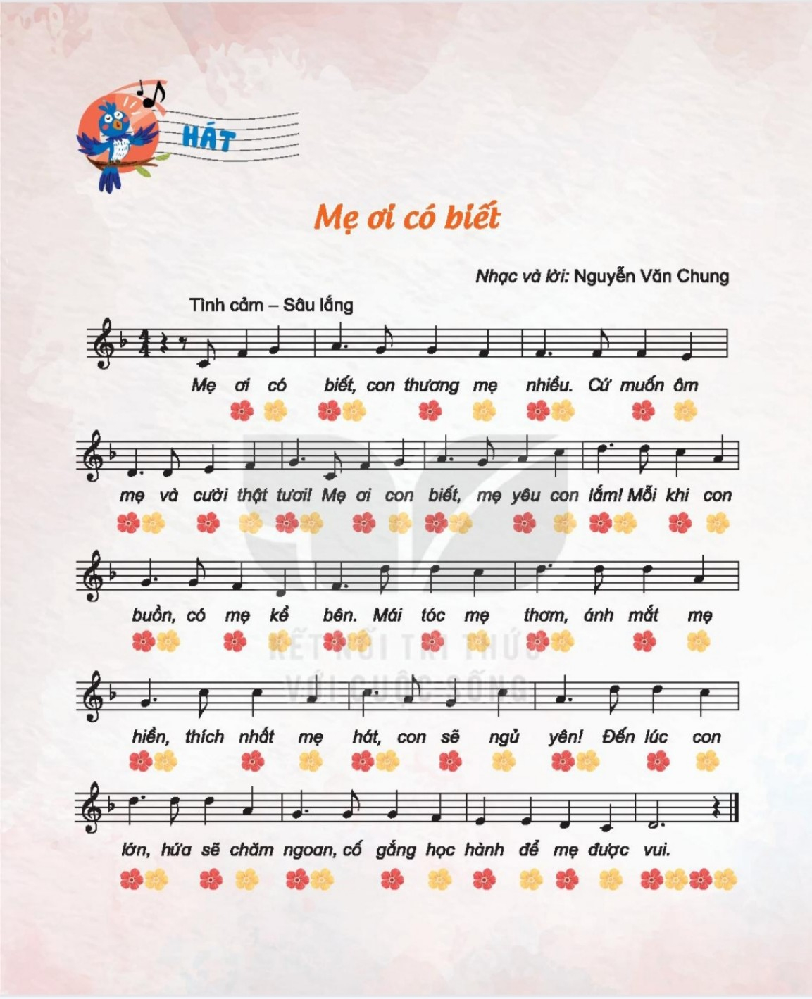 HÁT
Mẹ ơi có biết
Nhạc và lời: Nguyễn Văn Chung
Tình cảm – Sâu lắng
4
4
Mẹ ơi có biết, con thương mẹ nhiều. Cứ muốn ôm
mẹ và cười thật tươi! Mẹ ơi con biết, mẹ yêu con lắm! Mỗi khi con
buồn, có mẹ kề bên. Mái tóc mẹ thơm, ánh mắt mẹ
KẾT NỐI TRI THỨC
VỚI CUỘC SỐNG
hiền, thích nhất mẹ hát, con sẽ ngủ yên! Đến lúc con
lớn, hứa sẽ chăm ngoan, cố gắng học hành để mẹ được vui.